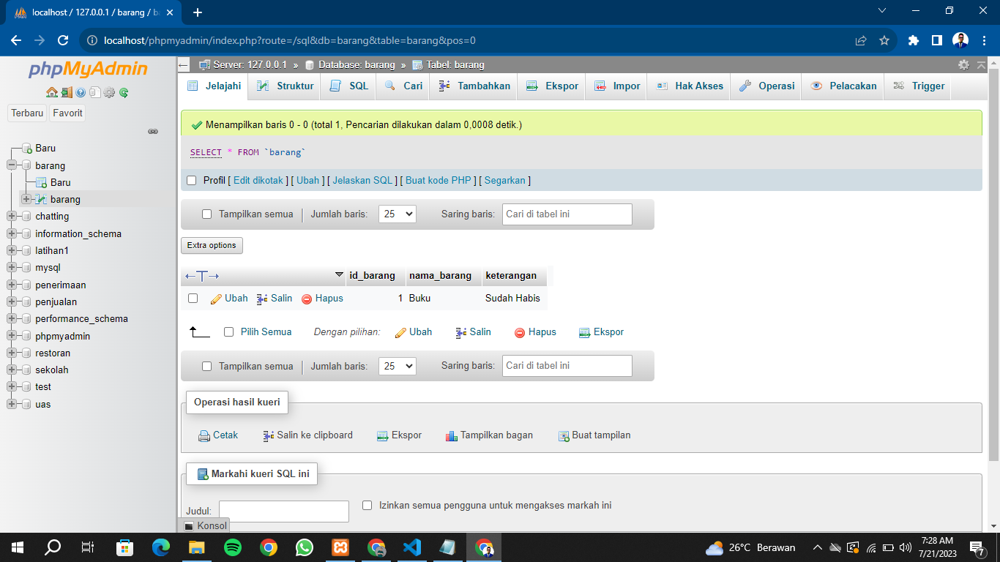 localhost / 127.0.0.1 / barang / b
localhost/phpmyadmin/index.php?route=/sql&db=barang&table=barang&pos=0
phpMyAdmin
Terbaru Favorit
Baru
barang
Baru
barang
chatting
information_schema
latihan1
mysql
penerimaan
penjualan
performance_schema
phpmyadmin
restoran
sekolah
test
uas
Server: 127.0.0.1 » Database: barang » Tabel: barang
Jelajahi Struktur SQL Cari Tambahkan Ekspor Impor Hak Akses Operasi Pelacakan Trigger
Menampilkan baris 0 - 0 (total 1, Pencarian dilakukan dalam 0,0008 detik.)
SELECT * FROM `barang`
Profil [ Edit dikotak ] [ Ubah ] [ Jelaskan SQL ] [ Buat kode PHP ] [ Segarkan ]
Tampilkan semua | Jumlah baris: 25 Saring baris: Cari di tabel ini
Extra options
←T→ id_barang nama_barang keterangan
Ubah Salin Hapus 1 Buku Sudah Habis
Pilih Semua Dengan pilihan: Ubah Salin Hapus Ekspor
Tampilkan semua | Jumlah baris: 25 Saring baris: Cari di tabel ini
Operasi hasil kueri
Cetak Salin ke clipboard Ekspor Tampilkan bagan Buat tampilan
Markahi kueri SQL ini
Judul: Izinkan semua pengguna untuk mengakses markah ini
Konsol
26°C Berawan
7:28 AM
7/21/2023
7